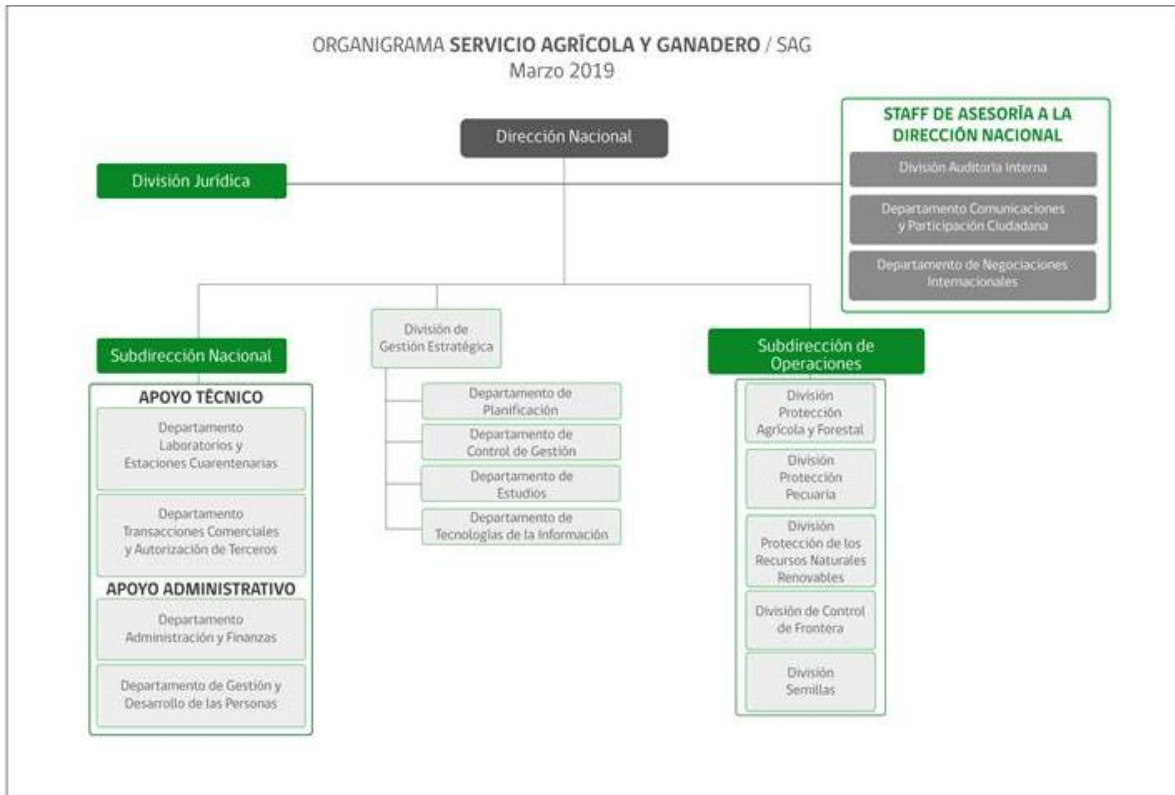 ORGANIGRAMA SERVICIO AGRÍCOLA Y GANADERO / SAG
Marzo 2019
Dirección Nacional
STAFF DE ASESORÍA A LA
DIRECCIÓN NACIONAL
División Auditoría Interna
Departamento Comunicaciones
y Participación Ciudadana
Departamento de Negociaciones
Internacionales
División Jurídica
Subdirección Nacional
APOYO TÉCNICO
Departamento
Laboratorios y
Estaciones Cuarentenarias
Departamento
Transacciones Comerciales
y Autorización de Terceros
APOYO ADMINISTRATIVO
Departamento
Administración y Finanzas
Departamento de Gestión y
Desarrollo de las Personas
División de
Gestión Estratégica
Departamento de
Planificación
Departamento de
Control de Gestión
Departamento de
Estudios
Departamento de
Tecnologías de la Información
Subdirección de
Operaciones
División
Protección
Agrícola y Forestal
División
Protección
Pecuaria
División
Protección de los
Recursos Naturales
Renovables
División de Control
de Frontera
División
Semillas